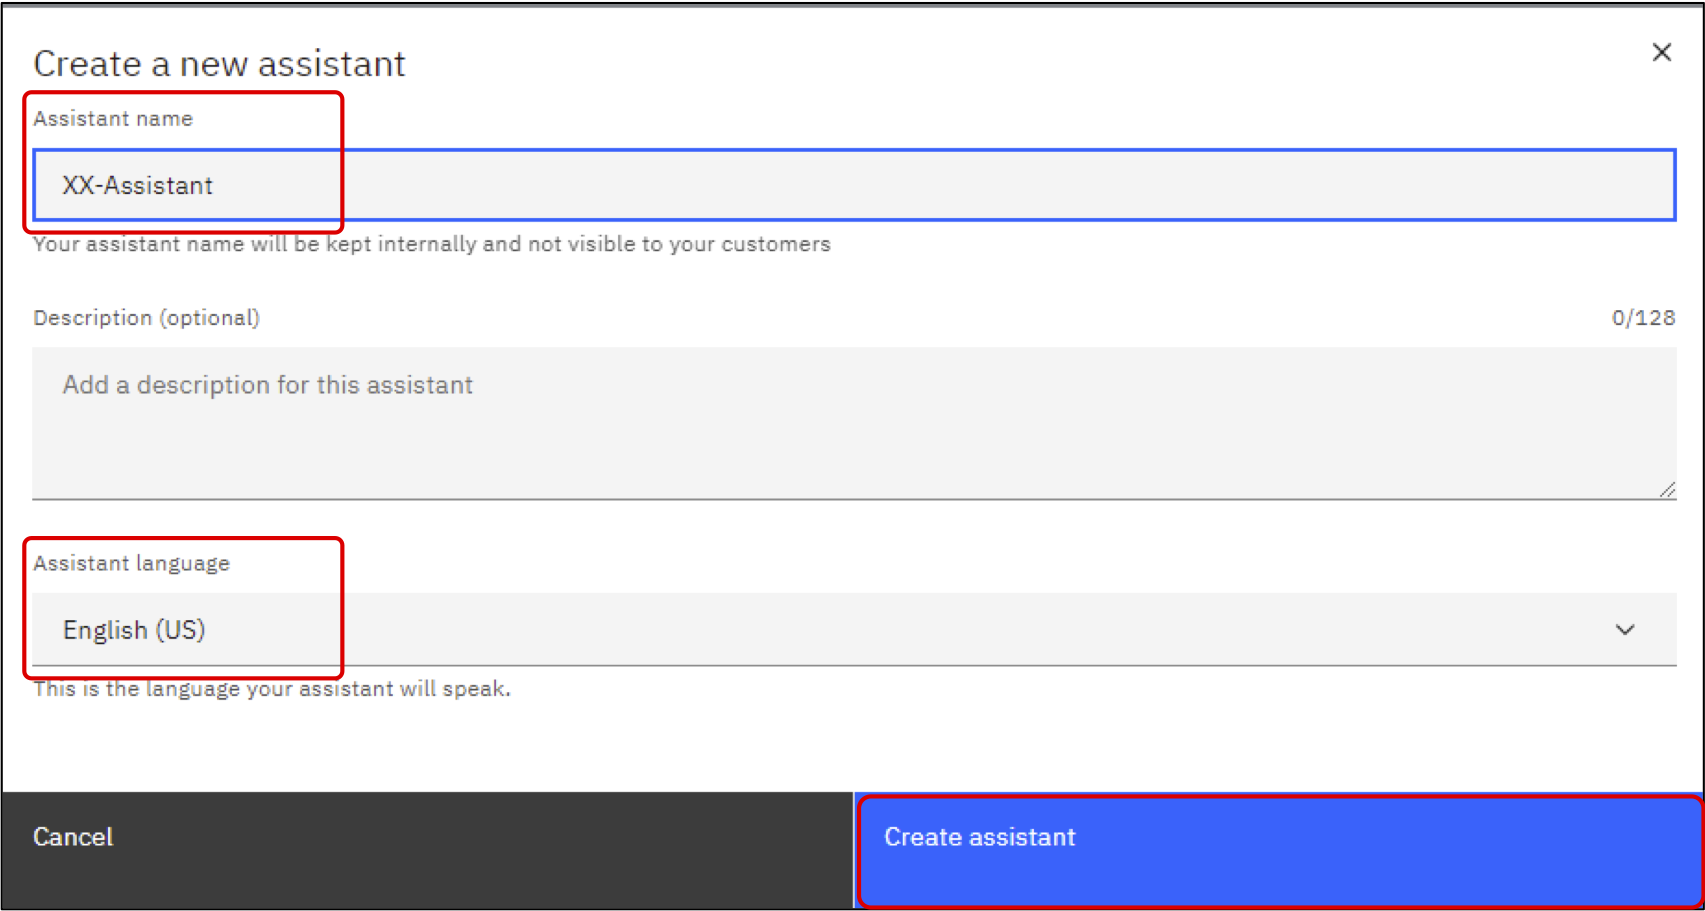 Create a new assistant
Assistant name
XX-Assistant
Your assistant name will be kept internally and not visible to your customers
Description (optional)
0/128
Add a description for this assistant
Assistant language
English (US)
This is the language your assistant will speak.
Cancel
Create assistant